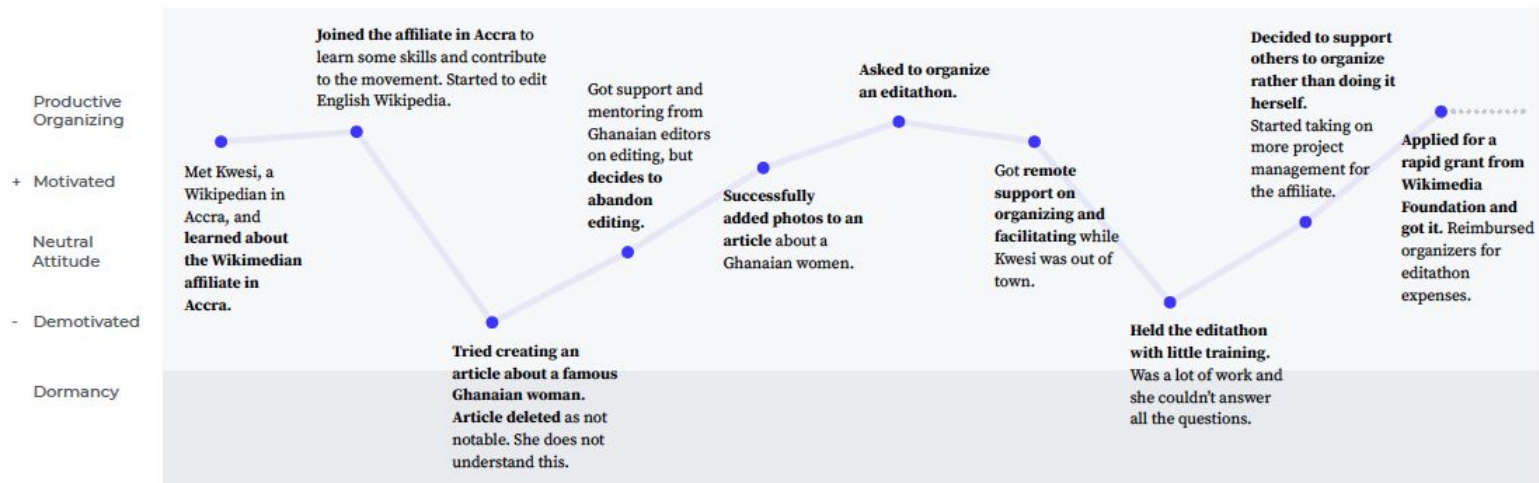 Productive
Organizing
+ Motivated
Neutral
Attitude
- Demotivated
Dormancy
Met Kwesi, a
Wikipedian in
Accra, and
learned about
the Wikimedian
affiliate in
Accra.
Joined the affiliate in Accra to
learn some skills and contribute
to the movement. Started to edit
English Wikipedia.
Tried creating an
article about a famous
Ghanaian woman.
Article deleted as not
notable. She does not
understand this.
Got support and
mentoring from
Ghanaian editors
on editing, but
decides to
abandon
editing.
Successfully
added photos to an
article about a
Ghanaian women.
Asked to organize
an editathon.
Got remote
support on
organizing and
facilitating while
Kwesi was out of
town.
Held the editathon
with little training.
Was a lot of work and
she couldn't answer
all the questions.
Decided to support
others to organize
rather than doing it
herself.
Started taking on
more project
management for
the affiliate.
Applied for a
rapid grant from
Wikimedia
Foundation and
got it. Reimbursed
organizers for
editathon
expenses.